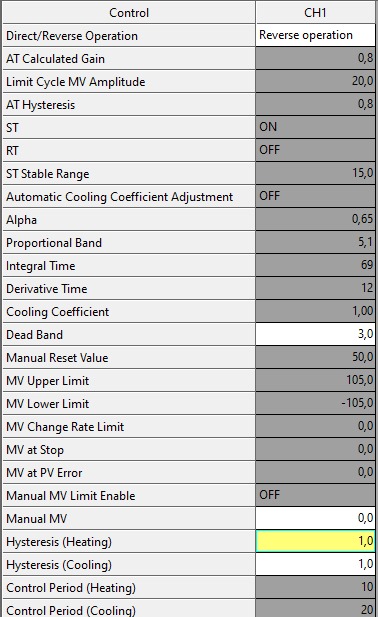 Control CH1
Direct/Reverse Operation Reverse operation
AT Calculated Gain 0,8
Limit Cycle MV Amplitude 20,0
AT Hysteresis 0,8
ST ON
RT OFF
ST Stable Range 15,0
Automatic Cooling Coefficient Adjustment OFF
Alpha 0,65
Proportional Band 5,1
Integral Time 69
Derivative Time 12
Cooling Coefficient 1,00
Dead Band 3,0
Manual Reset Value 50,0
MV Upper Limit 105,0
MV Lower Limit -105,0
MV Change Rate Limit 0,0
MV at Stop 0,0
MV at PV Error 0,0
Manual MV Limit Enable OFF
Manual MV 0,0
Hysteresis (Heating) 1,0
Hysteresis (Cooling) 1,0
Control Period (Heating) 10
Control Period (Cooling) 20